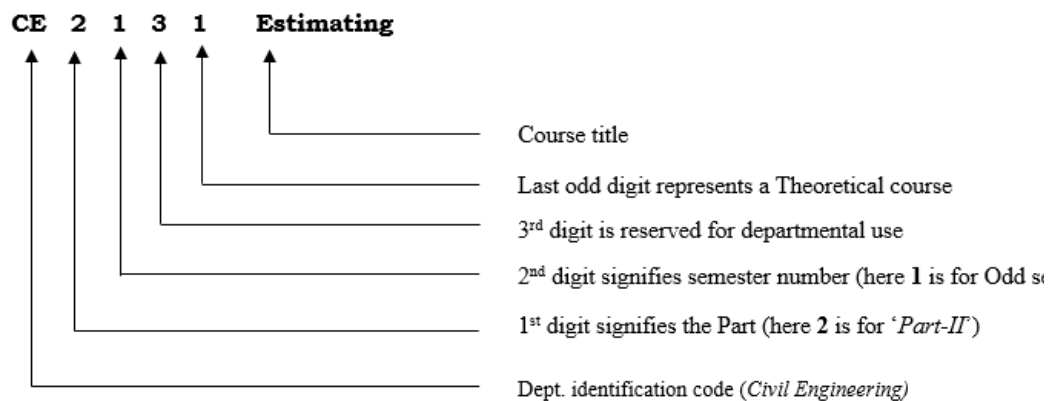 CE 2 1 3 1 Estimating
Course title
Last odd digit represents a Theoretical course
3rd digit is reserved for departmental use
2nd digit signifies semester number (here 1 is for Odd se
1st digit signifies the Part (here 2 is for ‘Part-II’)
Dept. identification code (Civil Engineering)